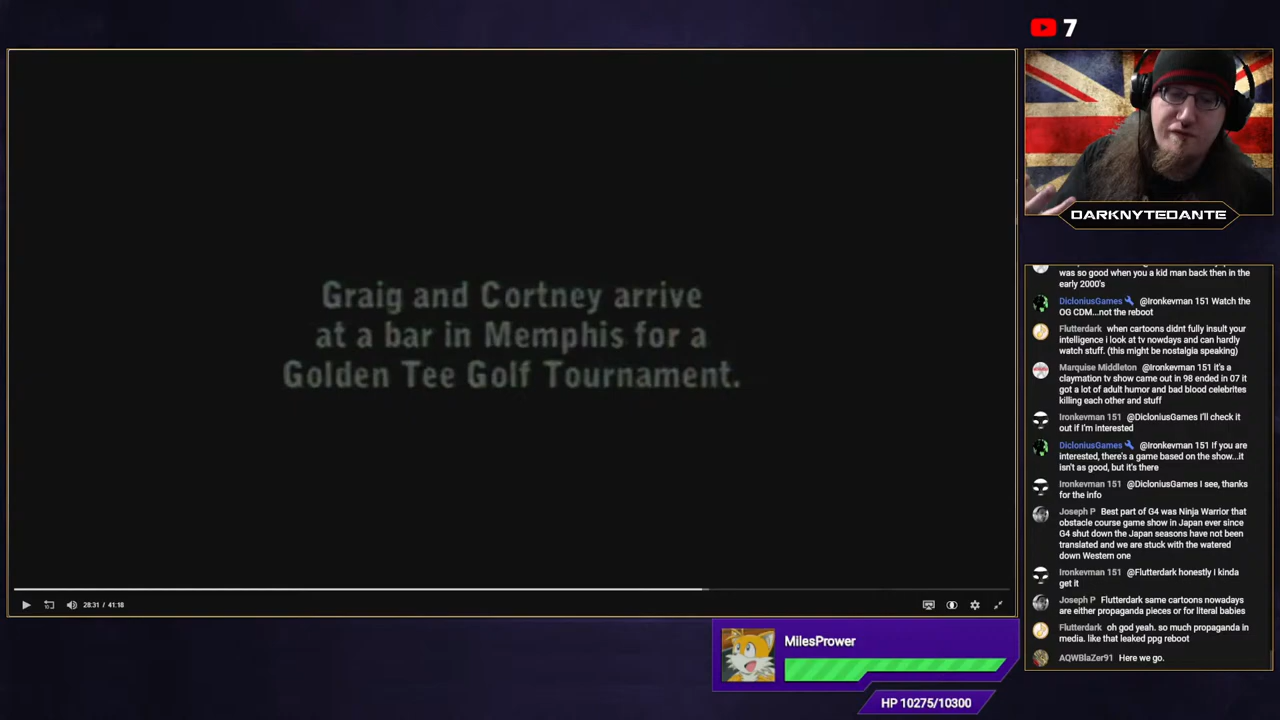 7
Graig and Cortney arrive
at a bar in Memphis for a
Golden Tee Golf Tournament.
28:31 / 41:18
DARKNYTEDANTE
was so good when you a kid man back then in the
early 2000's
DicloniusGames @Ironkevman 151 Watch the
OG CDM...not the reboot
Flutterdark when cartoons didnt fully insult your
intelligence i look at tv nowdays and can hardly
watch stuff. (this might be nostalgia speaking)
Marquise Middleton @Ironkevman 151 it's a
claymation tv show came out in 98 ended in 07 it
got a lot of adult humor and bad blood celebrites
killing each other and stuff
Ironkevman 151 @DicloniusGames I'll check it
out if I'm interested
DicloniusGames @Ironkevman 151 If you are
interested, there's a game based on the show...it
isn't as good, but it's there
Ironkevman 151 @DicloniusGames I see, thanks
for the info
Joseph P Best part of G4 was Ninja Warrior that
obstacle course game show in Japan ever since
G4 shut down the Japan seasons have not been
translated and we are stuck with the watered
down Western one
Ironkevman 151 @Flutterdark honestly I kinda
get it
Joseph P Flutterdark same cartoons nowadays
are either propaganda pieces or for literal babies
Flutterdark oh god yeah. so much propaganda in
media. like that leaked ppg reboot
AQWBlaZer91 Here we go.
MilesPrower
HP 10275/10300